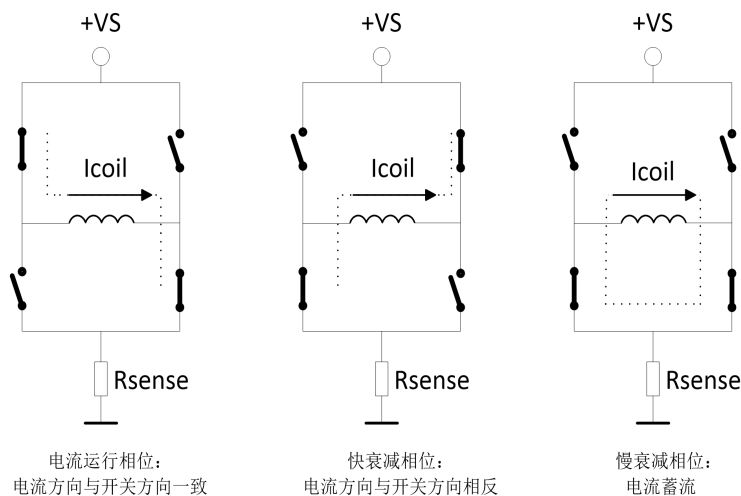 +VS
+VS
+VS
Icoil
Icoil
Icoil
Rsense
Rsense
Rsense
电流运行相位：
电流方向与开关方向一致
快衰减相位：
电流方向与开关方向相反
慢衰减相位：
电流蓄流